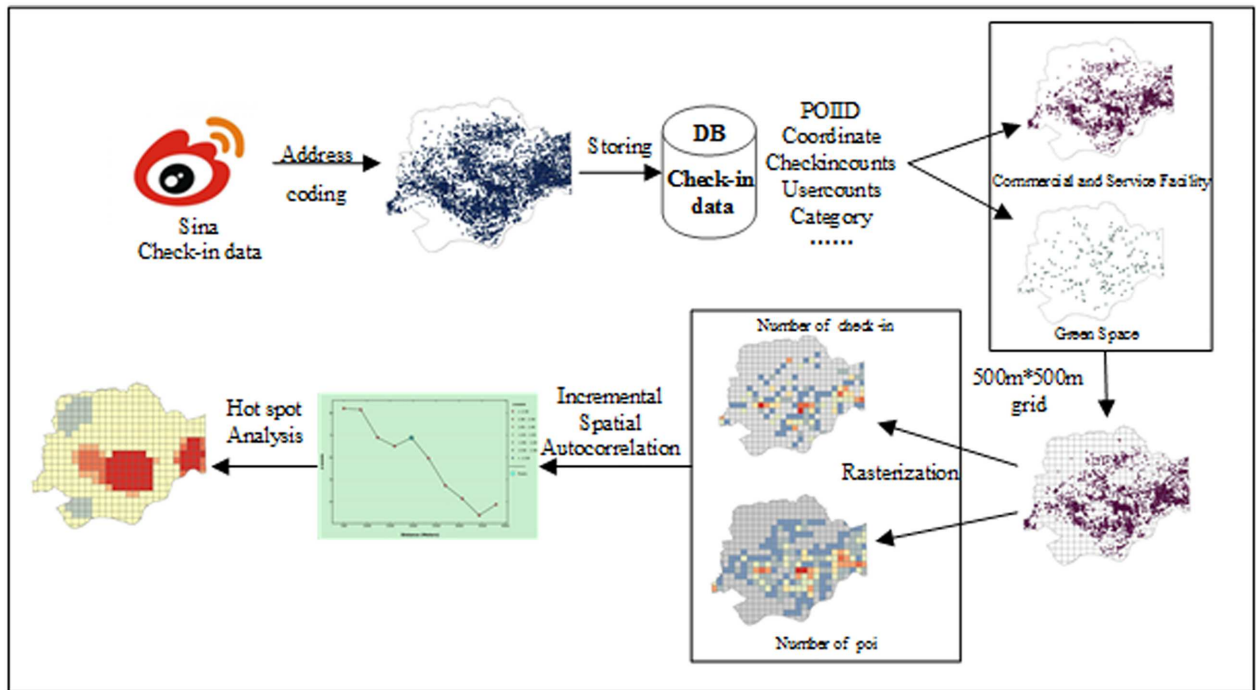 Sina
Check-in data
Address
coding
Storing
DB
Check-in
data
POIID
Coordinate
Checkincounts
Usercounts
Category
......
Commercial and Service Facility
Green Space
500m*500m
grid
Rasterization
Number of check-in
Number of poi
Incremental
Spatial
Autocorrelation
Hot spot
Analysis